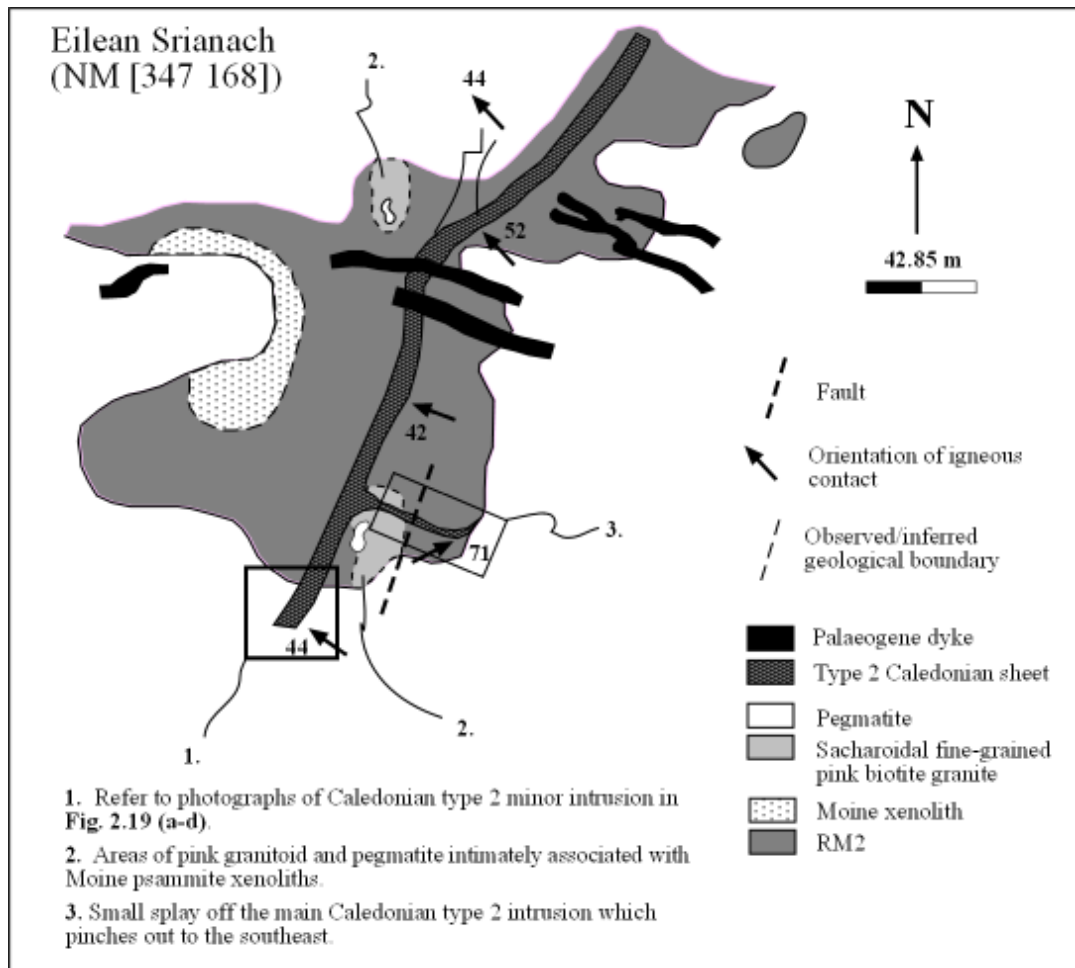 Eilean Srianach
(NM [347 168])
2.
44
N
52
42.85 m
42
Fault
Orientation of igneous
contact
Observed/inferred
geological boundary
3.
71
44
Palaeogene dyke
Type 2 Caledonian sheet
Pegmatite
Sacharoidal fine-grained
pink biotite granite
Moine xenolith
RM2
1.
2.
1. Refer to photographs of Caledonian type 2 minor intrusion in
Fig. 2.19 (a-d).
2. Areas of pink granitoid and pegmatite intimately associated with
Moine psammite xenoliths.
3. Small splay off the main Caledonian type 2 intrusion which
pinches out to the southeast.